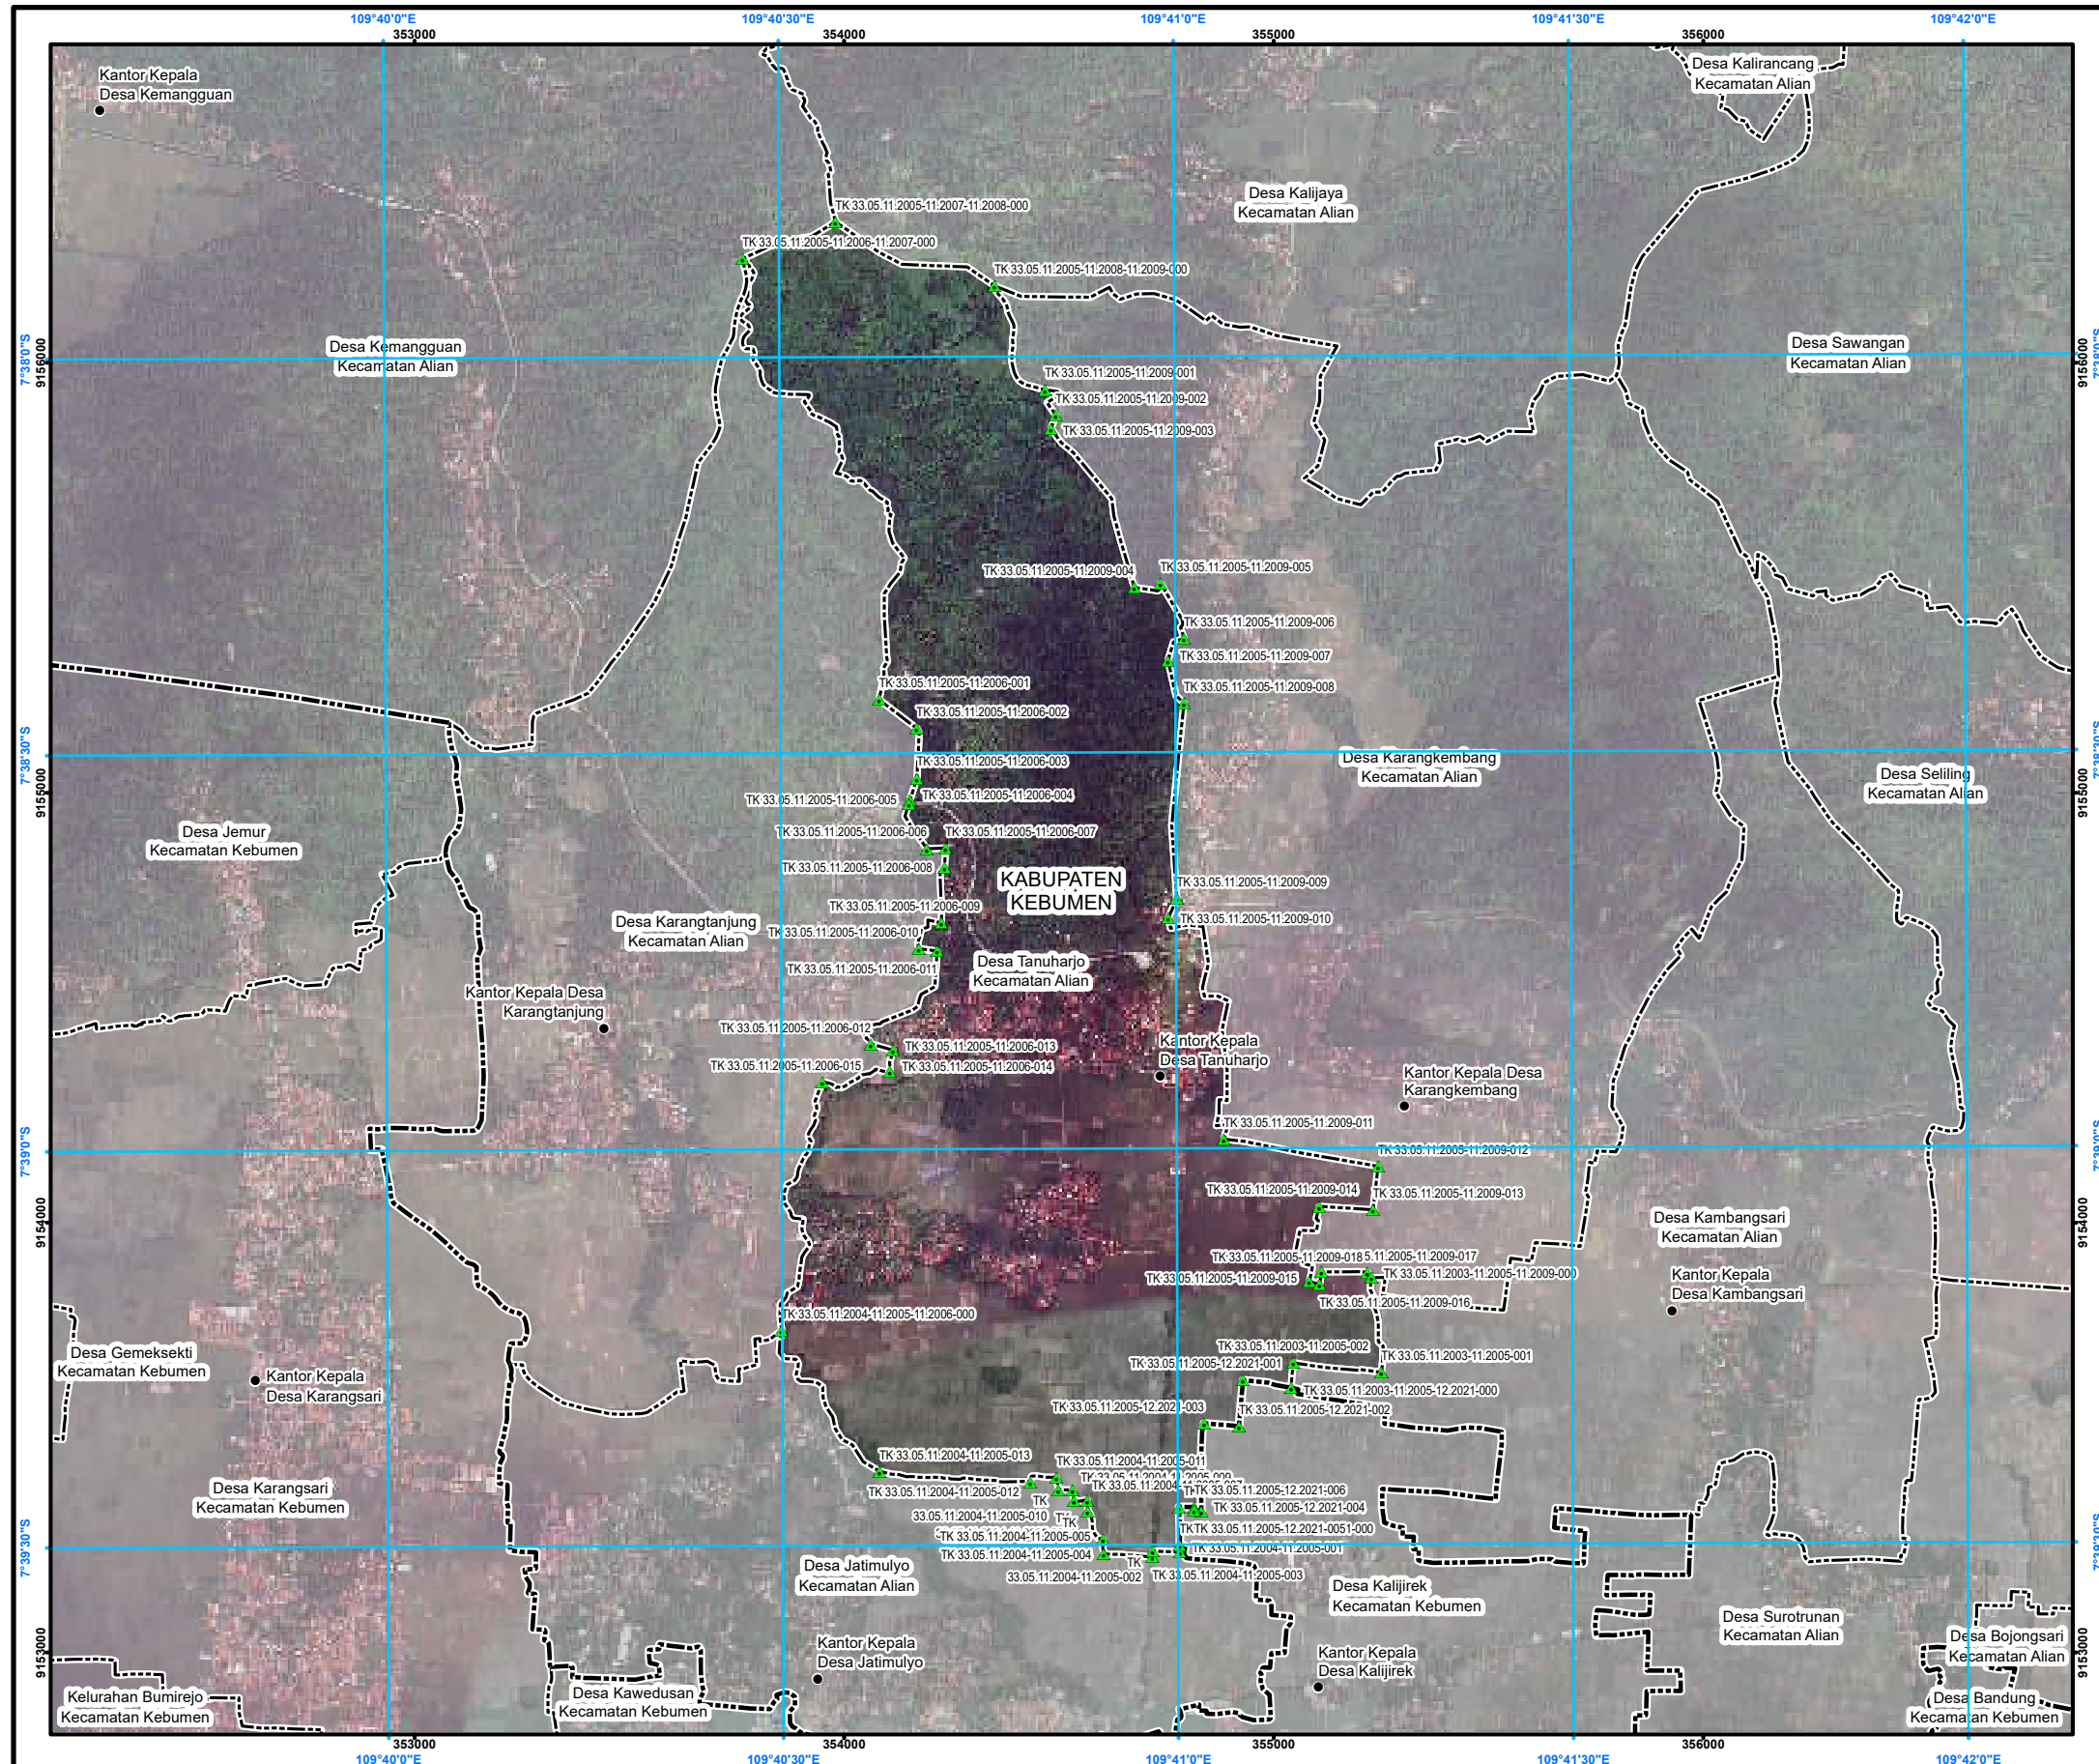 109°40'0"E
109°40'30"E
109°41'0"E
109°41'30"E
109°42'0"E
353000
354000
355000
356000
Kantor Kepala
Desa Kemangguan
Desa Kalirancang
Kecamatan Alian
Desa Kalijaya
Kecamatan Alian
TK 33.05.11.2005-11.2007-11.2008-000
TK 33.05.11.2005-11.2006-11.2007-000
TK 33.05.11.2005-11.2008-11.2009-000
7°38'0"S
9156000
Desa Kemangguan
Kecamatan Alian
Desa Sawangan
Kecamatan Alian
9156000
7°38'0"S
TK 33.05.11.2005-11.2009-001
TK 33.05.11.2005-11.2009-002
TK 33.05.11.2005-11.2009-003
TK 33.05.11.2005-11.2009-004
TK 33.05.11.2005-11.2009-005
TK 33.05.11.2005-11.2009-006
TK 33.05.11.2005-11.2009-007
TK 33.05.11.2005-11.2006-001
TK 33.05.11.2005-11.2009-008
TK 33.05.11.2005-11.2006-002
7°38'30"S
9155000
TK 33.05.11.2005-11.2006-003
Desa Karangkembang
Kecamatan Alian
Desa Seliling
Kecamatan Alian
9155000
7°38'30"S
TK 33.05.11.2005-11.2006-005
TK 33.05.11.2005-11.2006-004
Desa Jemur
Kecamatan Kebumen
TK 33.05.11.2005-11.2006-006
TK 33.05.11.2005-11.2006-007
TK 33.05.11.2005-11.2006-008
KABUPATEN
KEBUMEN
TK 33.05.11.2005-11.2009-009
TK 33.05.11.2005-11.2006-009
TK 33.05.11.2005-11.2009-010
Desa Karangtanjung
Kecamatan Alian
TK 33.05.11.2005-11.2006-010
TK 33.05.11.2005-11.2006-011
Desa Tanuharjo
Kecamatan Alian
Kantor Kepala Desa
Karangtanjung
TK 33.05.11.2005-11.2006-012
TK 33.05.11.2005-11.2006-013
Kantor Kepala
Desa Tanuharjo
TK 33.05.11.2005-11.2006-015
TK 33.05.11.2005-11.2006-014
Kantor Kepala Desa
Karangkembang
7°39'0"S
TK 33.05.11.2005-11.2009-011
TK 33.05.11.2005-11.2009-012
7°39'0"S
TK 33.05.11.2005-11.2009-014
TK 33.05.11.2005-11.2009-013
9154000
Desa Kambangsari
Kecamatan Alian
9154000
TK 33.05.11.2005-11.2009-018
5.11.2005-11.2009-017
TK 33.05.11.2005-11.2009-015
TK 33.05.11.2003-11.2005-11.2009-000
TK 33.05.11.2005-11.2009-016
Kantor Kepala
Desa Kambangsari
TK 33.05.11.2004-11.2005-11.2006-000
Desa Gemeksekti
Kecamatan Kebumen
TK 33.05.11.2003-11.2005-002
TK 33.05.11.2005-12.2021-001
TK 33.05.11.2003-11.2005-001
Kantor Kepala
Desa Karangsari
TK 33.05.11.2003-11.2005-12.2021-000
TK 33.05.11.2005-12.2021-003
TK 33.05.11.2005-12.2021-002
TK 33.05.11.2004-11.2005-013
TK 33.05.11.2004-11.2005-011
TK 33.05.11.2004-11.2005-009
TK 33.05.11.2004-11.2005-012
TK 33.05.11.2005-12.2021-006
Desa Karangsari
Kecamatan Kebumen
TK
33.05.11.2004-11.2005-010
TK 33.05.11.2005-12.2021-004
TK
TK 33.05.11.2004-11.2005-005
TK 33.05.11.2004-11.2005-004
TK 33.05.11.2004-11.2005-001
7°39'30"S
7°39'30"S
TK
33.05.11.2004-11.2005-002
TK 33.05.11.2004-11.2005-003
Desa Jatimulyo
Kecamatan Alian
Desa Kalijirek
Kecamatan Kebumen
Desa Surotrunan
Kecamatan Alian
Desa Bojongsari
Kecamatan Alian
9153000
Kantor Kepala
Desa Jatimulyo
Kantor Kepala
Desa Kalijirek
9153000
Kelurahan Bumirejo
Kecamatan Kebumen
Desa Kawedusan
Kecamatan Kebumen
Desa Bandung
Kecamatan Kebumen
353000
354000
355000
356000
109°40'0"E
109°40'30"E
109°41'0"E
109°41'30"E
109°42'0"E